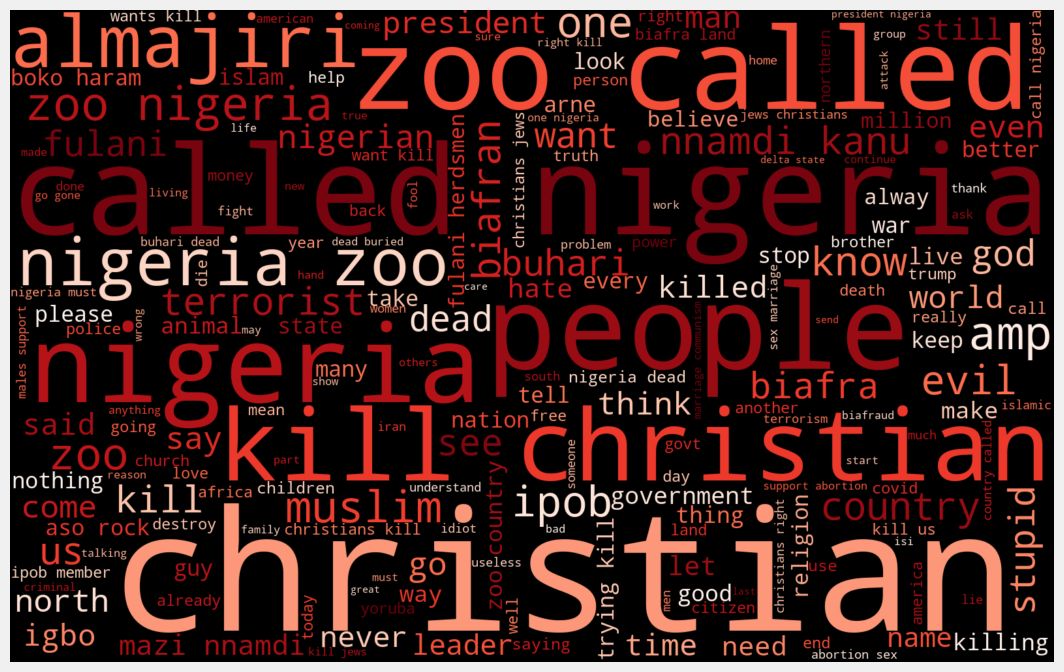 wants kill
american
coming
president
one
right
man
biafra land
president nigeria
group
still
almajiri
zoo called
sure
right kill
look
home
boko haram
islam
help
person
attack
northern
call nigeria
zoo nigeria
true
arne
believe
jews christians
million
even
life
one nigeria
want
fulani
nigerian
truth
nnamdi kanu
better
made
want kill
delta state
continue
called nigeria
go gone
done
living
money
new
fool
fulani herdsmen
biafran
christians jews
fight
back
work
alway
thank
war
ask
nigeria zoo
buhari dead
die
year
dead buried
problem
power
stop
brother
know
live
god
hand
buhari
care
trump
nigeria must
terrorist
take
women
hate
every
killed
sex marriage
death
world
call
please
police
wrong
animal
may
state
dead
people
marriage communism
send
really
keep
amp
males support
nigeria
others
show
many
south
nigeria dead
biafra
evil
tell
free
think
another
terrorism
biafraud
make
islamic
said
anything
going
mean
nation
say
kill christian
iran
see
govt
much
zoo
church
part
someone
day
start
nothing
reason
love
support abortion
covid
country called
come
kill
africa
children
understand
ipob
government
country
stupid
muslim
aso rock
destroy
family
christians kill
idiot
bad
thing
land
kill us
isi
us
talking
christian
useless
zoo country
trying kill
christians right
religion
ipob member
guy
go
let
use
america
criminal
must
great
way
men
good
last
citizen
lie
north
already
today
yoruba
well
igbo
mazi nnamdi
kill jews
never
leader
saying
time
need
end
abortion sex
name
killing